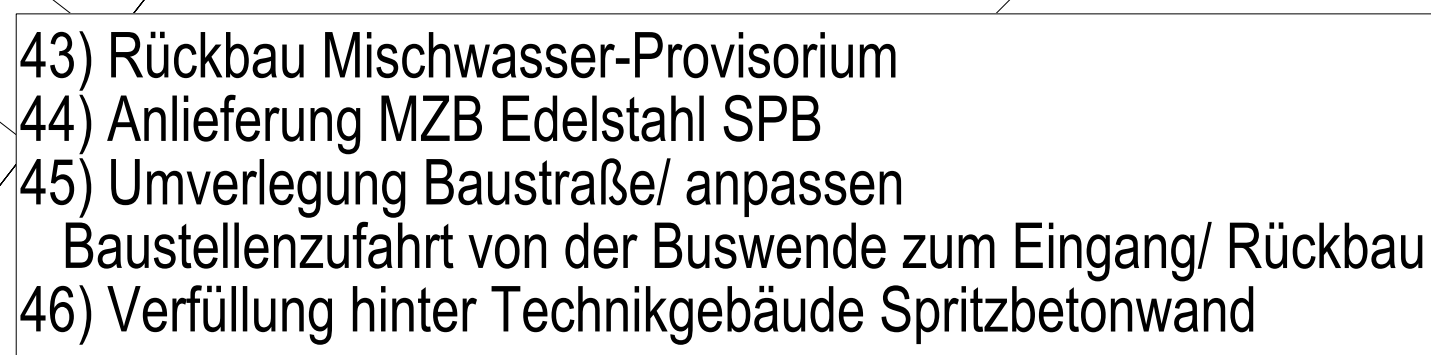 43) Rückbau Mischwasser-Provisorium
44) Anlieferung MZB Edelstahl SPB
45) Umverlegung Baustraße/ anpassen
Baustellenzufahrt von der Buswende zum Eingang/ Rückbau
46) Verfüllung hinter Technikgebäude Spritzbetonwand